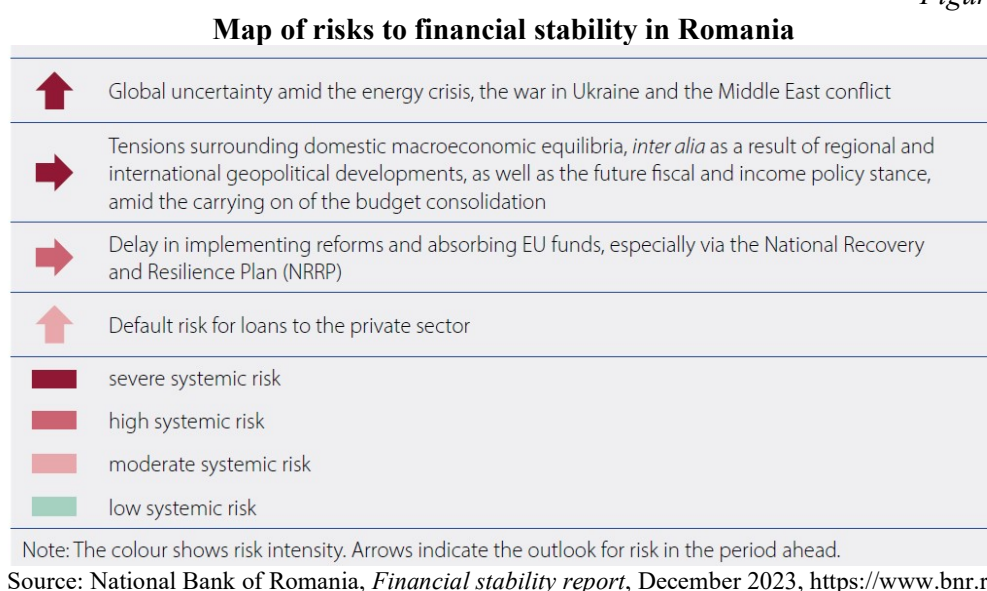 Figur
Map of risks to financial stability in Romania
Global uncertainty amid the energy crisis, the war in Ukraine and the Middle East conflict
Tensions surrounding domestic macroeconomic equilibria, inter alia as a result of regional and
international geopolitical developments, as well as the future fiscal and income policy stance,
amid the carrying on of the budget consolidation
Delay in implementing reforms and absorbing EU funds, especially via the National Recovery
and Resilience Plan (NRRP)
Default risk for loans to the private sector
severe systemic risk
high systemic risk
moderate systemic risk
low systemic risk
Note: The colour shows risk intensity. Arrows indicate the outlook for risk in the period ahead.
Source: National Bank of Romania, Financial stability report, December 2023, https://www.bnr.r